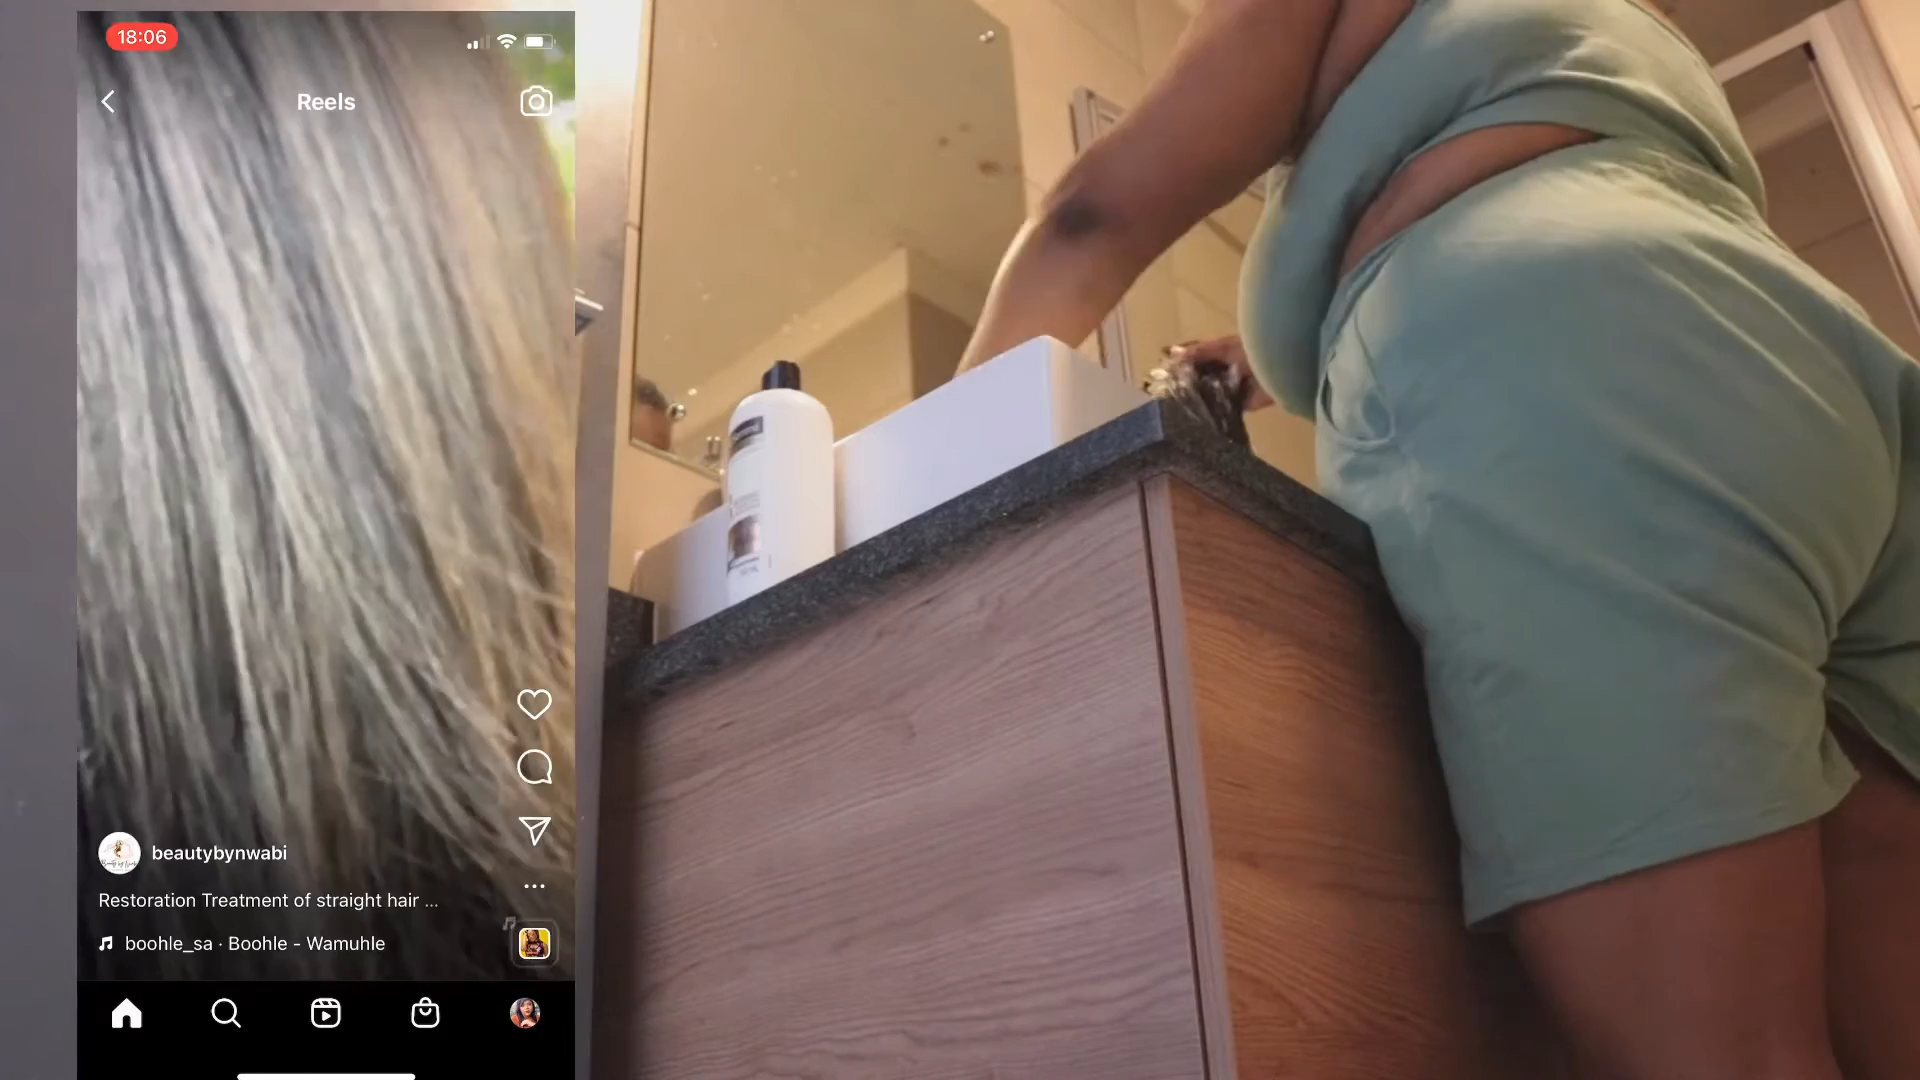 18:06
Reels
beautybynwabi
Restoration Treatment of straight hair ...
boohle_sa · Boohle - Wamuhle